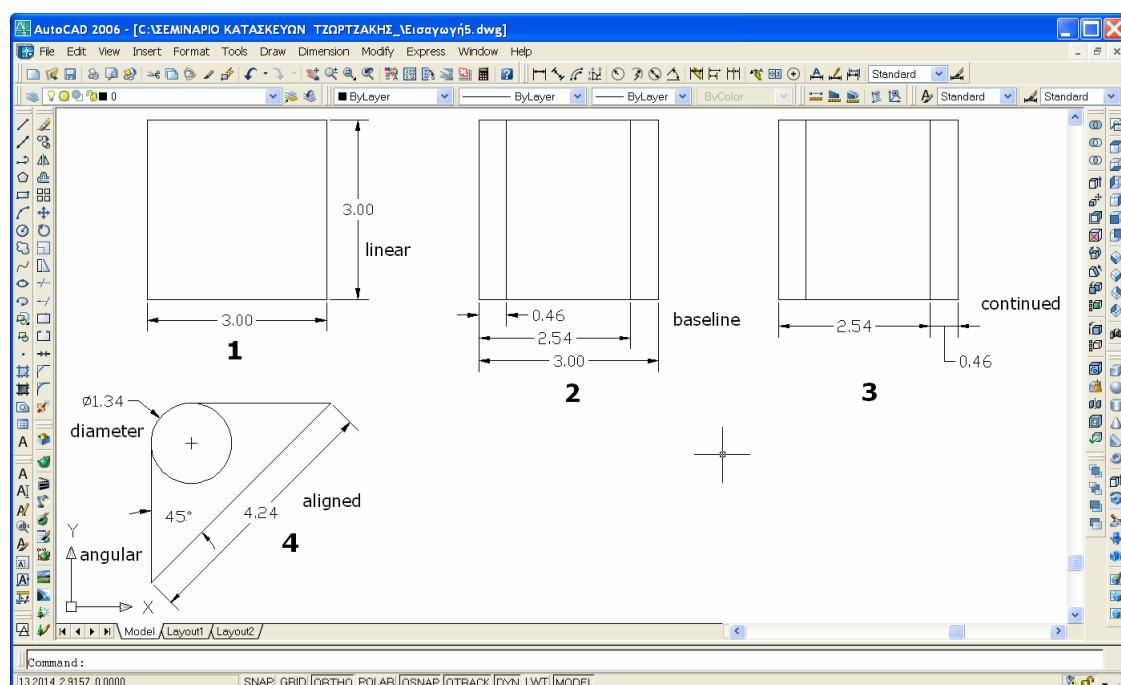 AutoCAD 2006 - [C:\ΣΕΜΙΝΑΡΙΟ ΚΑΤΑΣΚΕΥΩΝ ΤΖΩΡΤΖΑΚΗΣ_\Εισαγωγή5.dwg]
File Edit View Insert Format Tools Draw Dimension Modify Express Window Help
Standard
0 ByLayer ByLayer ByLayer ByColor Standard Standard
3.00
linear
3.00
1
0.46
2.54
3.00
baseline
2
2.54
continued
0.46
3
Ø1.34
diameter
45°
4.24
aligned
4
angular
Y
X
Model Layout1 Layout2
Command:
13.2014, 2.9157, 0.0000 SNAP GRID ORTHO POLAR OSNAP OTRACK DYN LWT MODEL